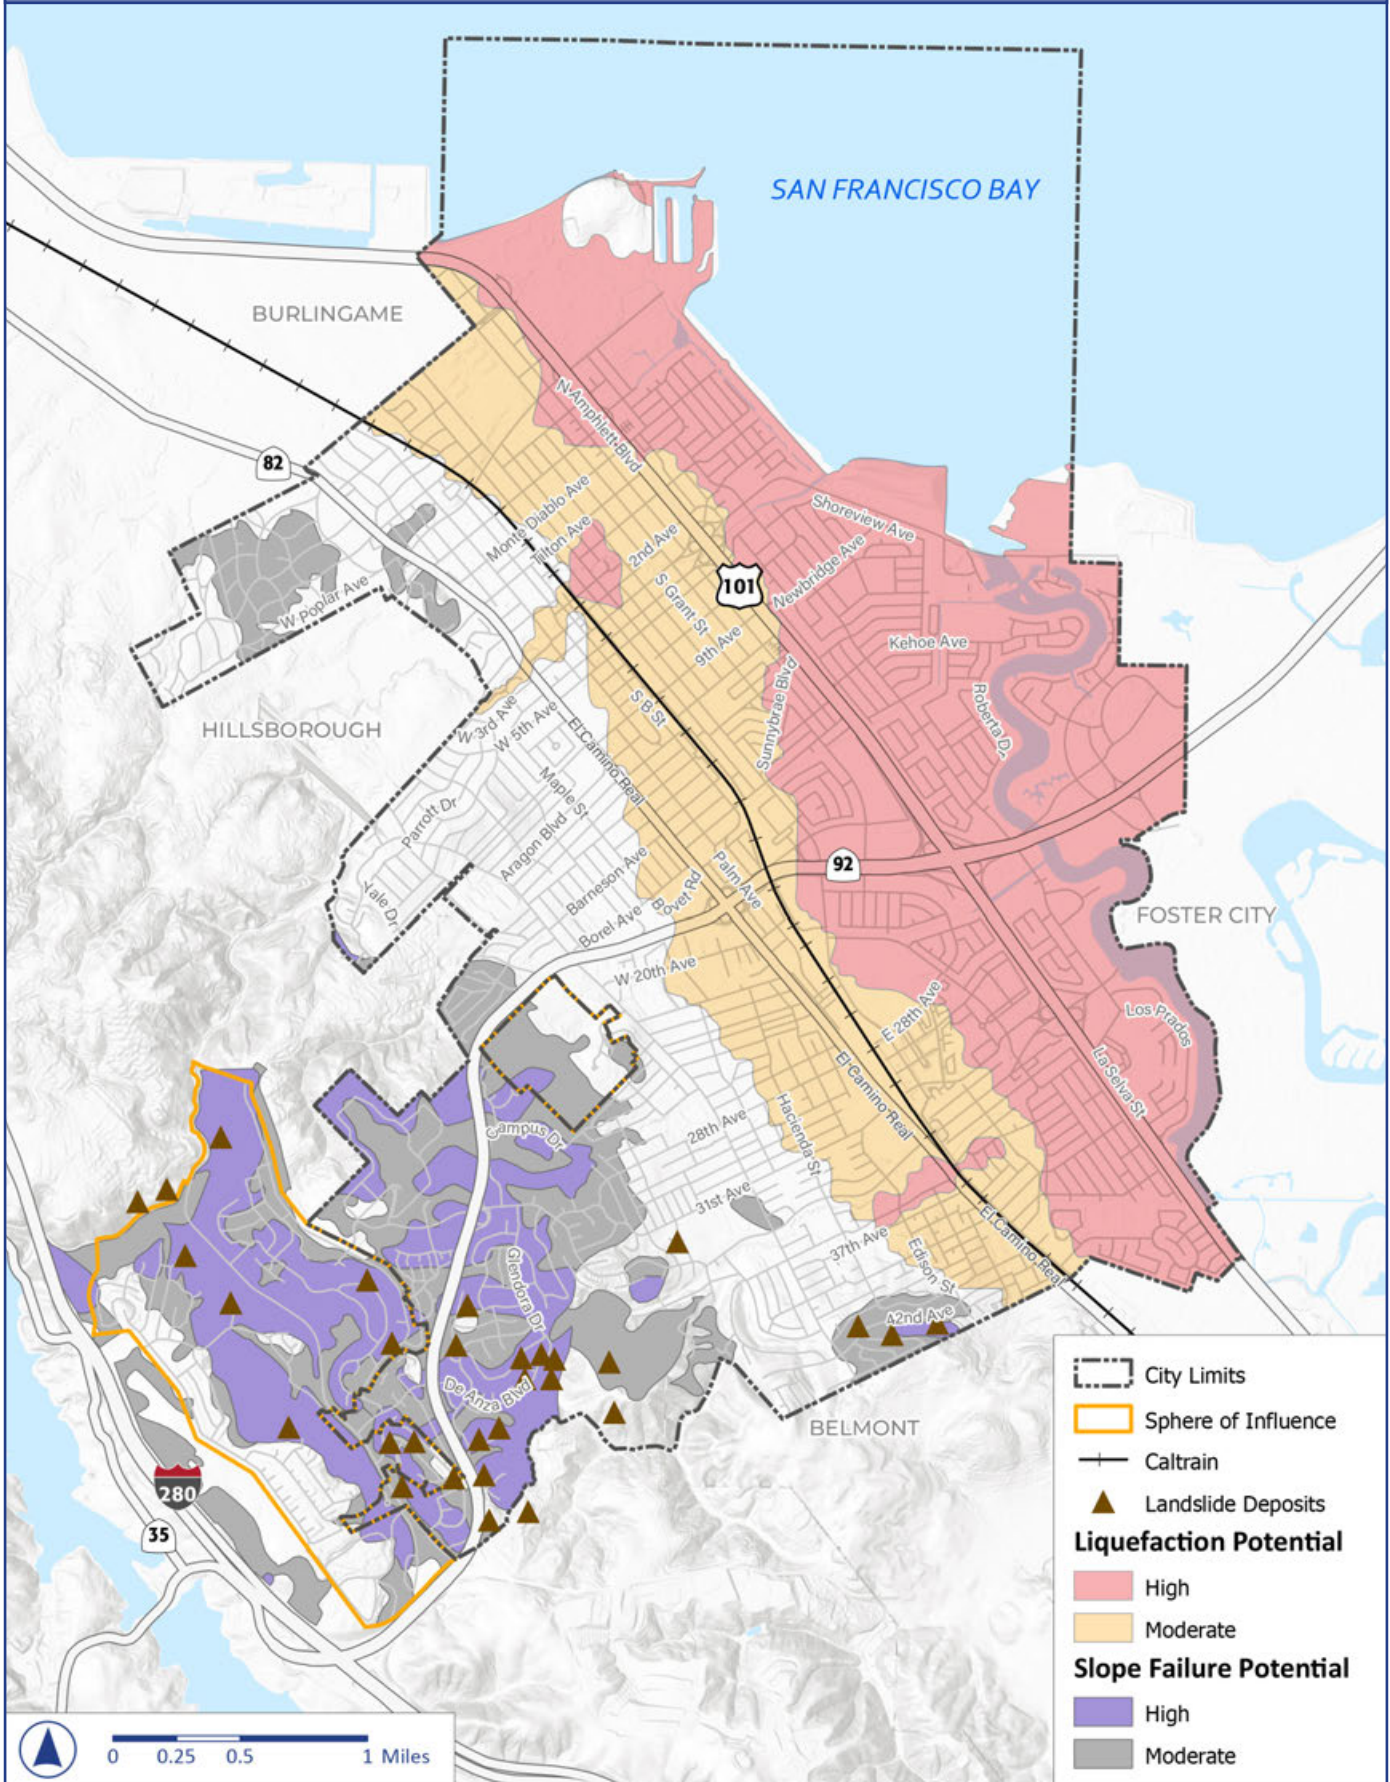 SAN FRANCISCO BAY
BURLINGAME
82
N Amphlett Blvd
Monte Diablo Ave
Tilton Ave
2nd Ave
Shoreview Ave
Newbridge Ave
101
S Grant St
9th Ave
W Poplar Ave
Kehoe Ave
Sunnybrae Blvd
Roberta Dr
HILLSBOROUGH
W 3rd Ave
W 5th Ave
S B St
El Camino Real
Maple St
Parrott Dr
Aragon Blvd
Barneson Ave
Palm Ave
92
Yale Dr
Bovet Rd
Borel Ave
FOSTER CITY
W 20th Ave
E 28th Ave
Los Prados
La Selva St
El Camino Real
Campus Dr
28th Ave
Hacienda St
31st Ave
37th Ave
Edison St
El Camino Real
Glendora Dr
42nd Ave
De Anza Blvd
BELMONT
280
35
City Limits
Sphere of Influence
Caltrain
Landslide Deposits
Liquefaction Potential
High
Moderate
Slope Failure Potential
High
Moderate
0 0.25 0.5 1 Miles